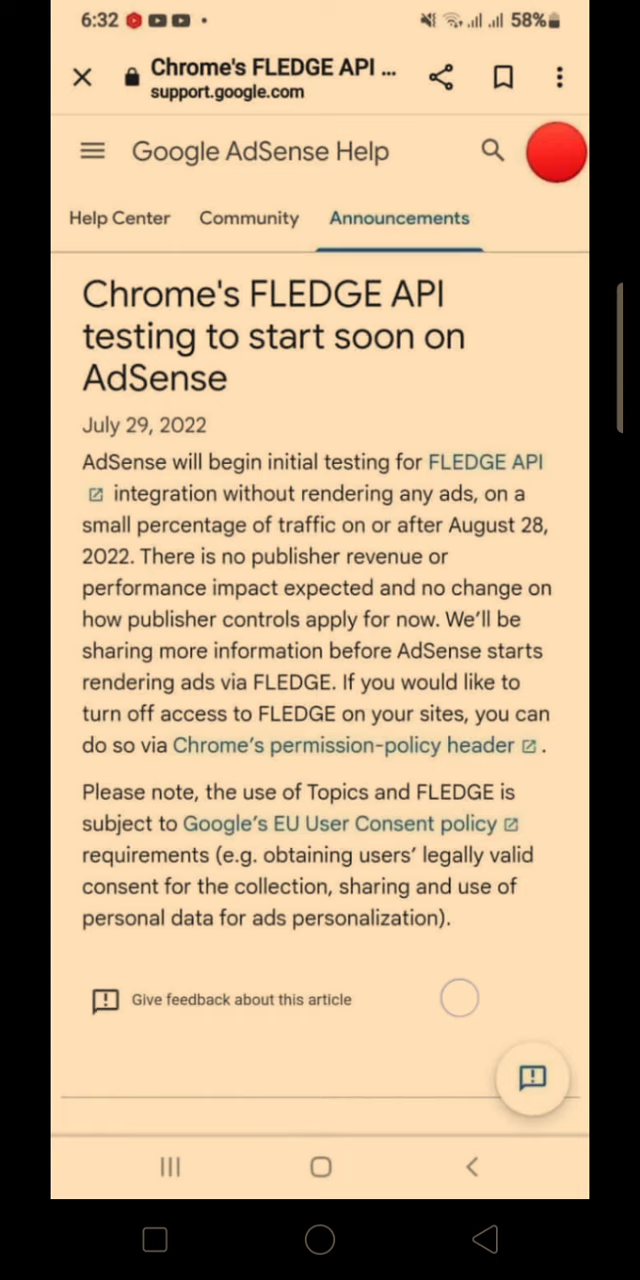 6:32
58%
Chrome's FLEDGE API ...
support.google.com
Google AdSense Help
Help Center Community Announcements
Chrome's FLEDGE API
testing to start soon on
AdSense
July 29, 2022
AdSense will begin initial testing for FLEDGE API
integration without rendering any ads, on a
small percentage of traffic on or after August 28,
2022. There is no publisher revenue or
performance impact expected and no change on
how publisher controls apply for now. We’ll be
sharing more information before AdSense starts
rendering ads via FLEDGE. If you would like to
turn off access to FLEDGE on your sites, you can
do so via Chrome’s permission-policy header .
Please note, the use of Topics and FLEDGE is
subject to Google’s EU User Consent policy
requirements (e.g. obtaining users’ legally valid
consent for the collection, sharing and use of
personal data for ads personalization).
Give feedback about this article